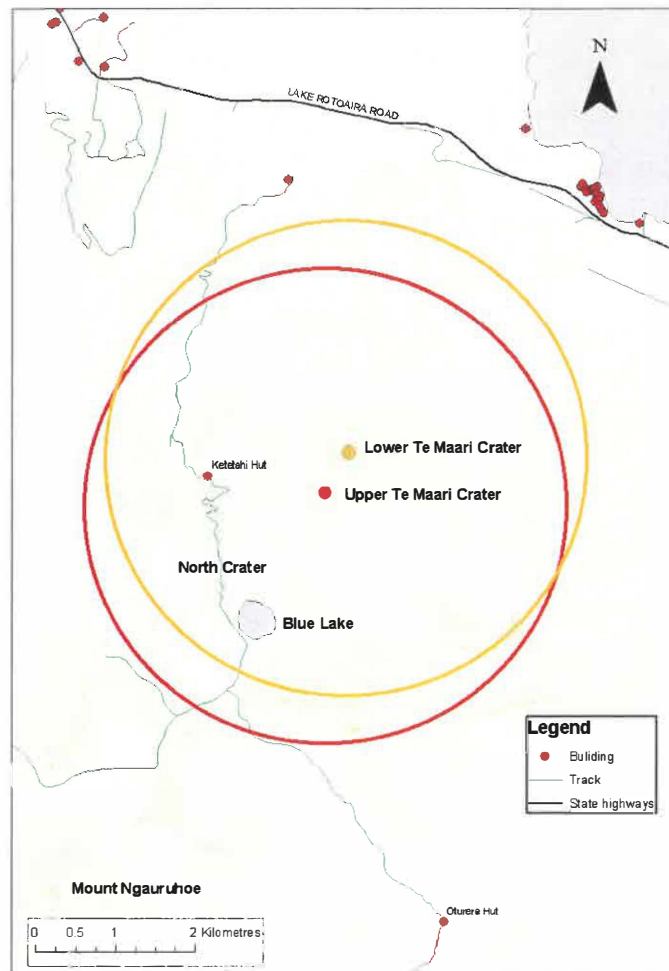 N
LAKE ROTOAIRA ROAD
Lower Te Maari Crater
Ketetahi Hut
Upper Te Maari Crater
North Crater
Blue Lake
Legend
Buliding
Track
State highways
Mount Ngauruhoe
Oturere Hut
0 0.5 1 2 Kilometres